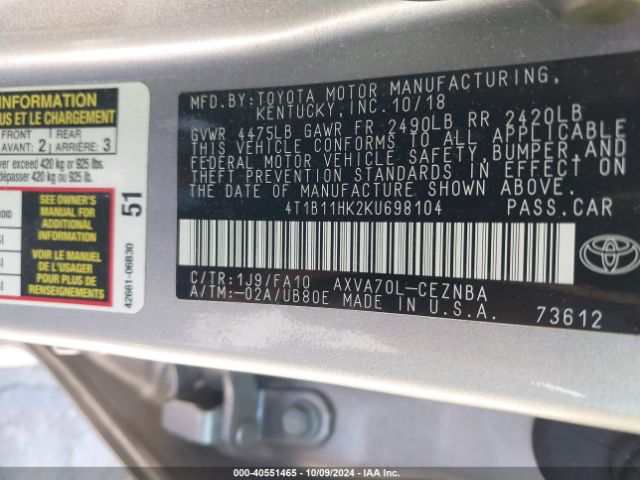 INFORMATION
US ET LE CHARGEMENT
FRONT
AVANT: 2
REAR
ARRIÈRE: 3
ver exceed 420 kg or 925 lbs.
dépasser 420 kg ou 925 lb.
SEE OWNER'S
MANUAL FOR
ADDITIONAL
INFORMATION
VOIR LE MANUEL
DE L'USAGER
POUR PLUS DE
RENSEIGNEMENTS
51
42661-06B30
MFD. BY: TOYOTA MOTOR MANUFACTURING,
KENTUCKY, INC. 10/18
GVWR 4475LB GAWR FR 2490LB RR 2420LB
THIS VEHICLE CONFORMS TO ALL APPLICABLE
FEDERAL MOTOR VEHICLE SAFETY, BUMPER, AND
THEFT PREVENTION STANDARDS IN EFFECT ON
THE DATE OF MANUFACTURE SHOWN ABOVE.
4T1B11HK2KU698104 PASS.CAR
C/TR: 1J9/FA10 AXVA70L-CEZNBA
A/TM: -02A/UB80E MADE IN U.S.A.
73612
TOYOTA
000 - 40551465 - 10/09/2024 - IAA, LLC